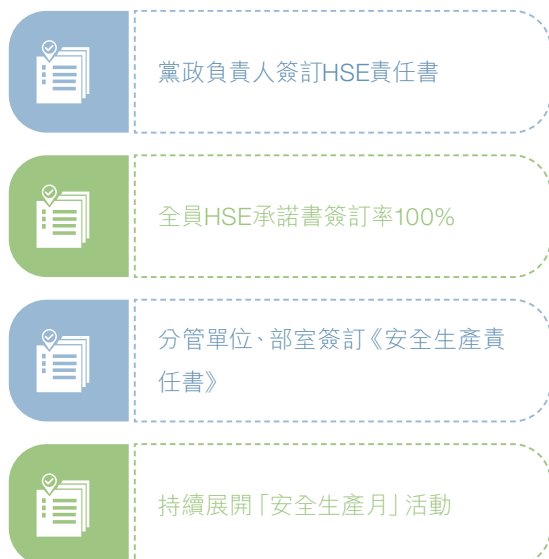 黨政負責人簽訂HSE責任書
全員HSE承諾書簽訂率100%
分管單位、部室簽訂《安全生產責
任書》
持續展開「安全生產月」活動